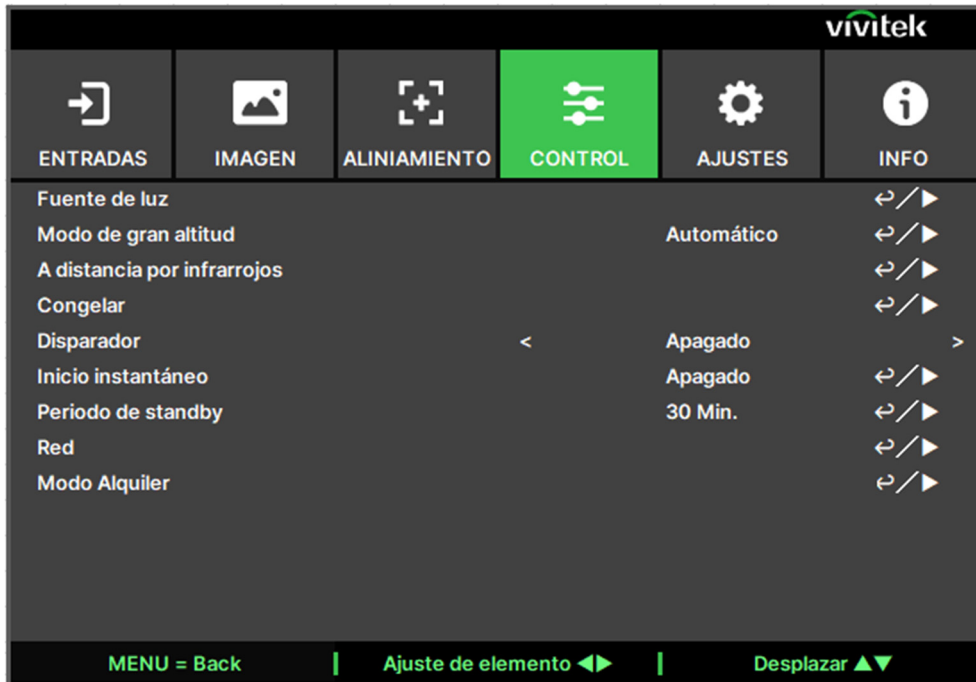 vivitek
ENTRADAS IMAGEN ALINIAMIENTO CONTROL AJUSTES INFO
Fuente de luz
Modo de gran altitud Automático
A distancia por infrarrojos
Congelar
Disparador < Apagado >
Inicio instantáneo Apagado
Periodo de standby 30 Min.
Red
Modo Alquiler
MENU = Back | Ajuste de elemento ◀▶ | Desplazar ▲▼